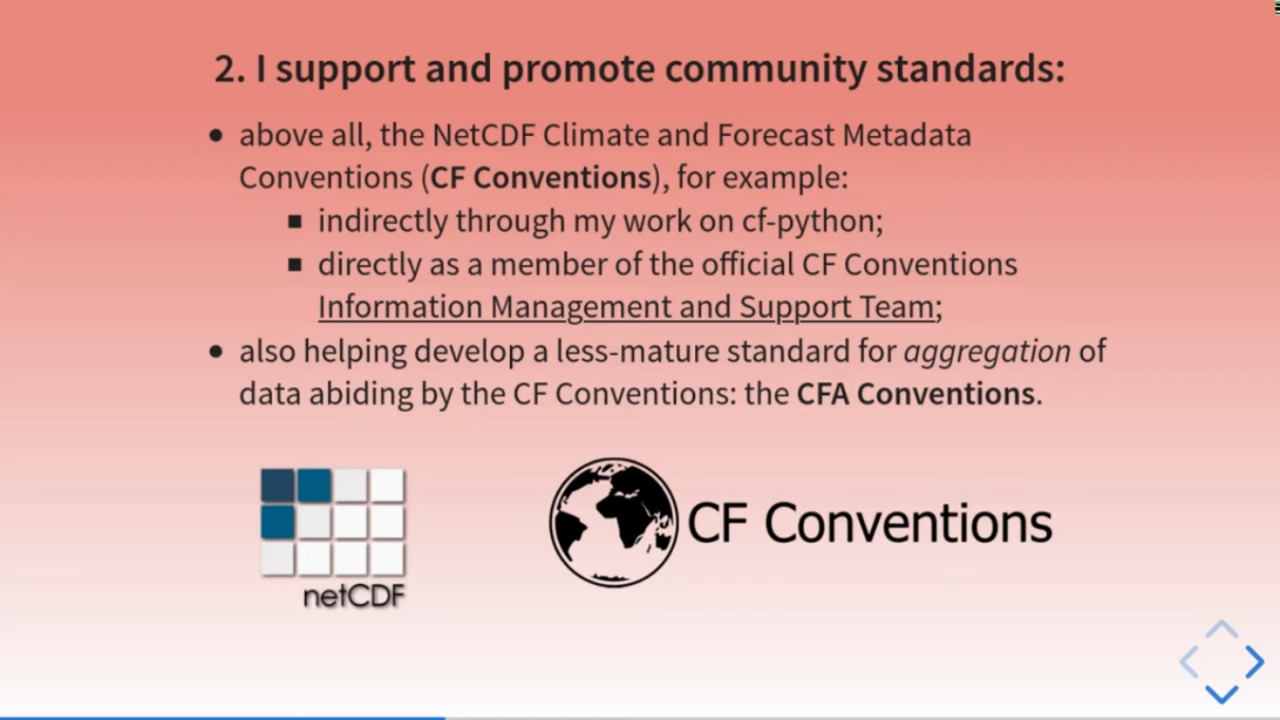 2. I support and promote community standards:
• above all, the NetCDF Climate and Forecast Metadata
Conventions (CF Conventions), for example:
▪ indirectly through my work on cf-python;
▪ directly as a member of the official CF Conventions
Information Management and Support Team;
• also helping develop a less-mature standard for aggregation of
data abiding by the CF Conventions: the CFA Conventions.
netCDF
CF Conventions